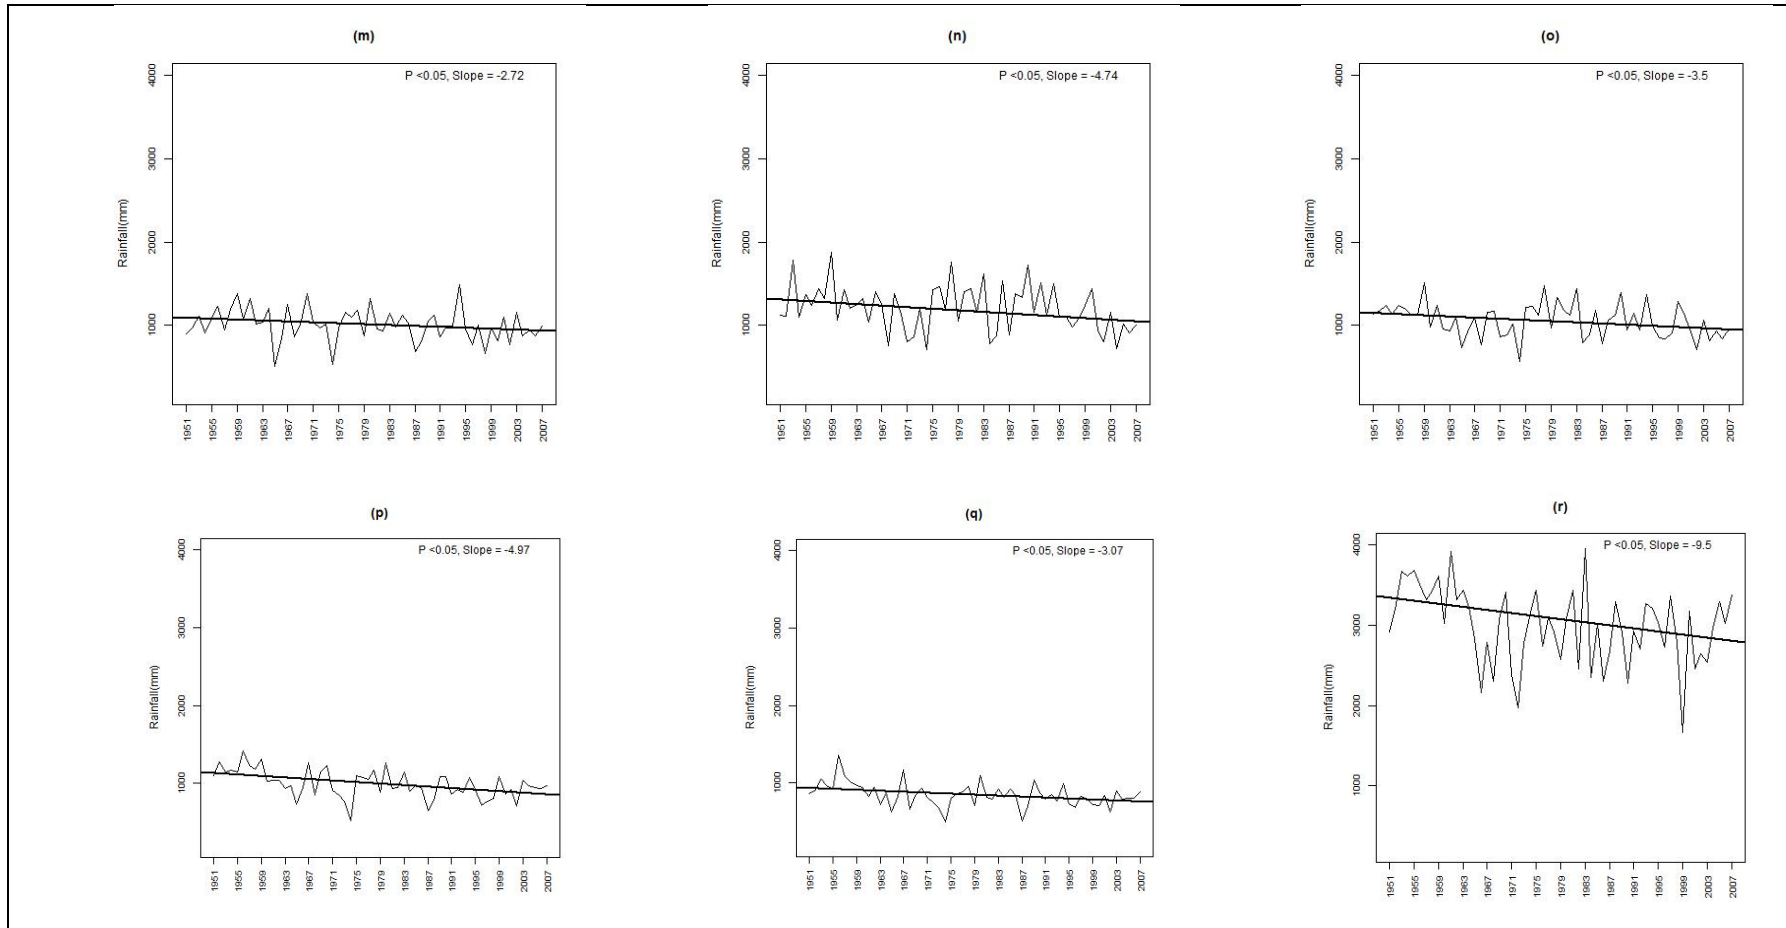 (m)
P <0.05, Slope = -2.72
Rainfall(mm)
1000 2000 3000 4000
1951 1955 1959 1963 1967 1971 1975 1979 1983 1987 1991 1995 1999 2003 2007
(n)
P <0.05, Slope = -4.74
Rainfall(mm)
1000 2000 3000 4000
1951 1955 1959 1963 1967 1971 1975 1979 1983 1987 1991 1995 1999 2003 2007
(o)
P <0.05, Slope = -3.5
Rainfall(mm)
1000 2000 3000 4000
1951 1955 1959 1963 1967 1971 1975 1979 1983 1987 1991 1995 1999 2003 2007
(p)
P <0.05, Slope = -4.97
Rainfall(mm)
1000 2000 3000 4000
1951 1955 1959 1963 1967 1971 1975 1979 1983 1987 1991 1995 1999 2003 2007
(q)
P <0.05, Slope = -3.07
Rainfall(mm)
1000 2000 3000 4000
1951 1955 1959 1963 1967 1971 1975 1979 1983 1987 1991 1995 1999 2003 2007
(r)
P <0.05, Slope = -9.5
Rainfall(mm)
1000 2000 3000 4000
1951 1955 1959 1963 1967 1971 1975 1979 1983 1987 1991 1995 1999 2003 2007